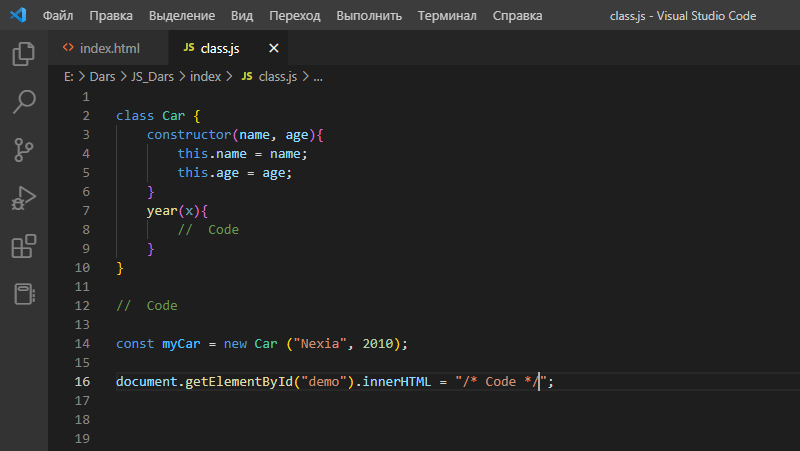 Файл Правка Выделение Вид Переход Выполнить Терминал Справка class.js - Visual Studio Code
<> index.html JS class.js ×
E: > Dars > JS_Dars > index > JS class.js > ...
1
2 class Car {
3 constructor(name, age){
4 this.name = name;
5 this.age = age;
6 }
7 year(x){
8 //  Code
9 }
10 }
11
12 //  Code
13
14 const myCar = new Car ("Nexia", 2010);
15
16 document.getElementById("demo").innerHTML = "/* Code */";
17
18
19